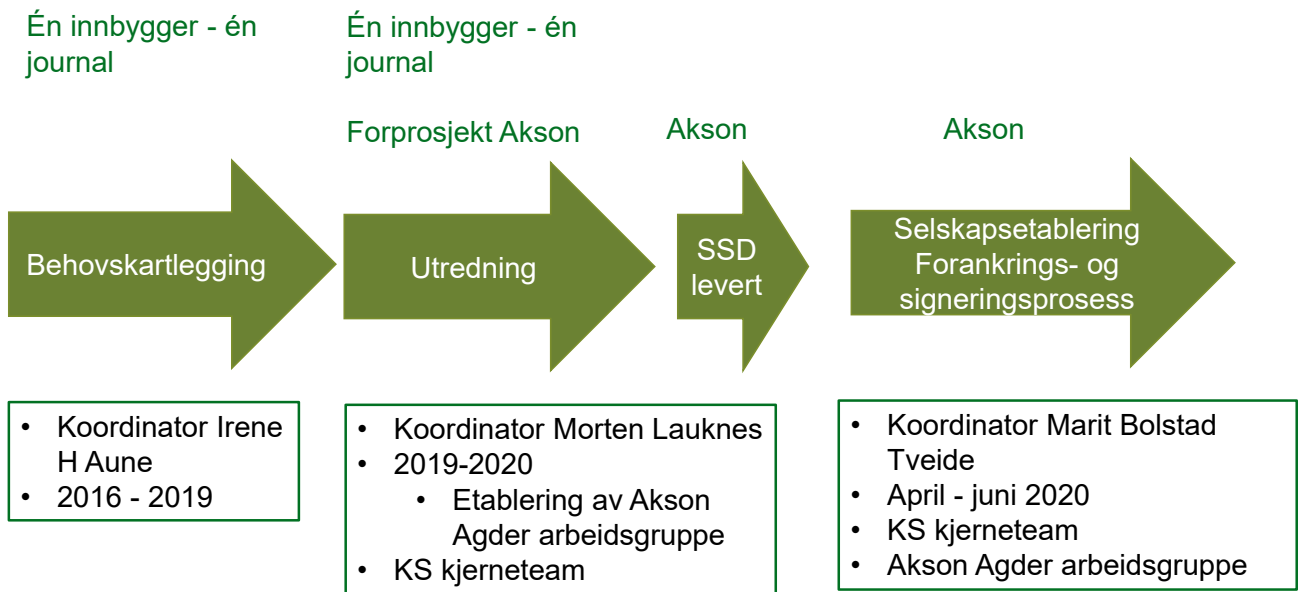 Én innbygger - én
journal
Én innbygger - én
journal
Forprosjekt Akson
Akson
Akson
Behovskartlegging
Utredning
SSD
levert
Selskapsetablering
Forankrings- og
signeringsprosess
• Koordinator Irene
H Aune
• 2016 - 2019
• Koordinator Morten Lauknes
• 2019-2020
• Etablering av Akson
Agder arbeidsgruppe
• KS kjerneteam
• Koordinator Marit Bolstad
Tveide
• April - juni 2020
• KS kjerneteam
• Akson Agder arbeidsgruppe